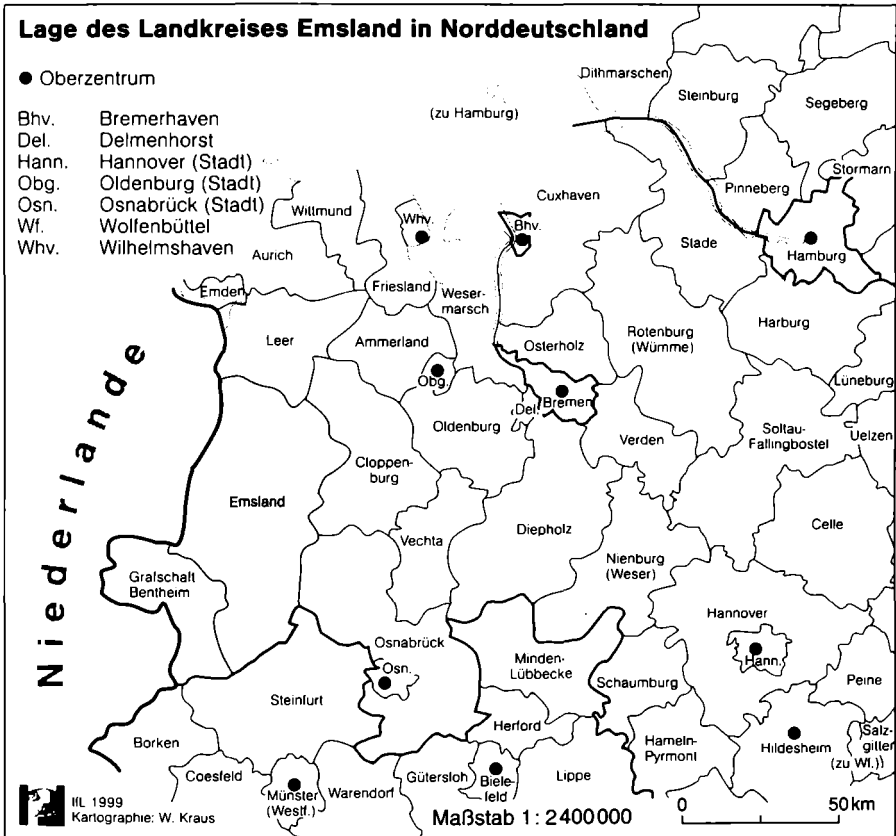 Lage des Landkreises Emsland in Norddeutschland
● Oberzentrum
Bhv. Bremerhaven
Del. Delmenhorst
Hann. Hannover (Stadt)
Obg. Oldenburg (Stadt)
Osn. Osnabrück (Stadt)
Wf. Wolfenbüttel
Whv. Wilhelmshaven
Dithmarschen
Steinburg
Segeberg
(zu Hamburg)
Stormarn
Pinneberg
Cuxhaven
Willmund
Whv.
Bhv.
Stade
Hamburg
Aurich
Emden
Friesland
Weser-
marsch
Leer
Ammerland
Osterholz
Rotenburg
(Wümme)
Harburg
Obg.
Lüneburg
Bremen
Del.
Oldenburg
Verden
Soltau-
Fallingbostel
Uelzen
Niederlande
Cloppen-
burg
Emsland
Vechta
Diepholz
Celle
Nienburg
(Weser)
Grafschaft
Bentheim
Hannover
Osnabrück
Osn.
Minden-
Lübbecke
Hann.
Schaumburg
Peine
Steinfurt
Herford
Borken
Hameln-
Pyrmont
Hildesheim
Salz-
gitter
(zu Wf.))
Coesfeld
Münster
(Westf.)
Warendorf
Gütersloh
Biele-
feld
Lippe
IfL 1999
Kartographie: W. Kraus
Maßstab 1 : 2400000
0 50 km